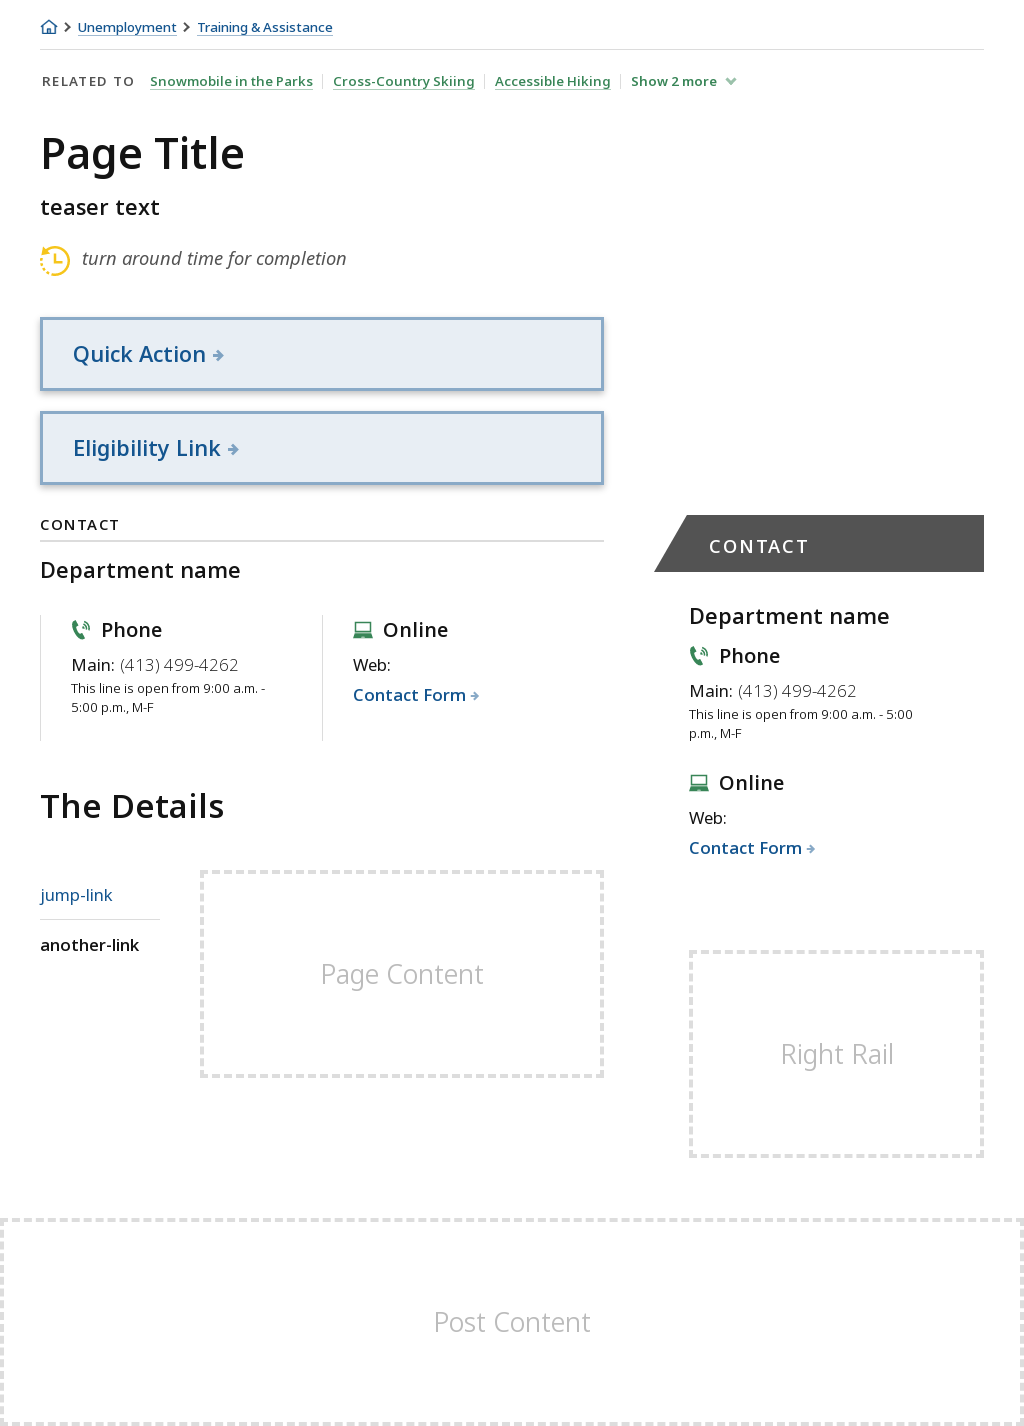 Unemployment Training & Assistance
RELATED TO Snowmobile in the Parks Cross-Country Skiing Accessible Hiking Show 2 more
Page Title
teaser text
turn around time for completion
Quick Action
Eligibility Link
CONTACT
Department name
Phone
Main: (413) 499-4262
This line is open from 9:00 a.m. -
5:00 p.m., M-F
Online
Web:
Contact Form
The Details
jump-link
another-link
Page Content
CONTACT
Department name
Phone
Main: (413) 499-4262
This line is open from 9:00 a.m. - 5:00
p.m., M-F
Online
Web:
Contact Form
Right Rail
Post Content